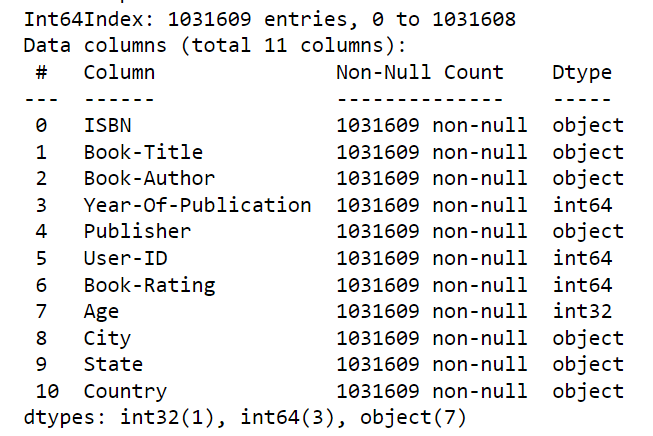 Int64Index: 1031609 entries, 0 to 1031608
Data columns (total 11 columns):
 #   Column               Non-Null Count    Dtype
---  ------               --------------    -----
 0   ISBN                 1031609 non-null  object
 1   Book-Title           1031609 non-null  object
 2   Book-Author          1031609 non-null  object
 3   Year-Of-Publication  1031609 non-null  int64
 4   Publisher            1031609 non-null  object
 5   User-ID              1031609 non-null  int64
 6   Book-Rating          1031609 non-null  int64
 7   Age                  1031609 non-null  int32
 8   City                 1031609 non-null  object
 9   State                1031609 non-null  object
 10  Country              1031609 non-null  object
dtypes: int32(1), int64(3), object(7)